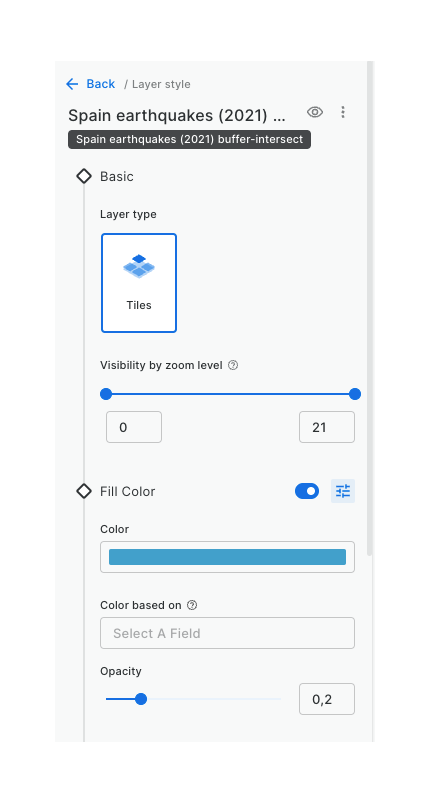 Back / Layer style
Spain earthquakes (2021) ...
Spain earthquakes (2021) buffer-intersect
Basic
Layer type
Tiles
Visibility by zoom level ?
0 21
Fill Color
Color
Color based on ?
Select A Field
Opacity
0,2